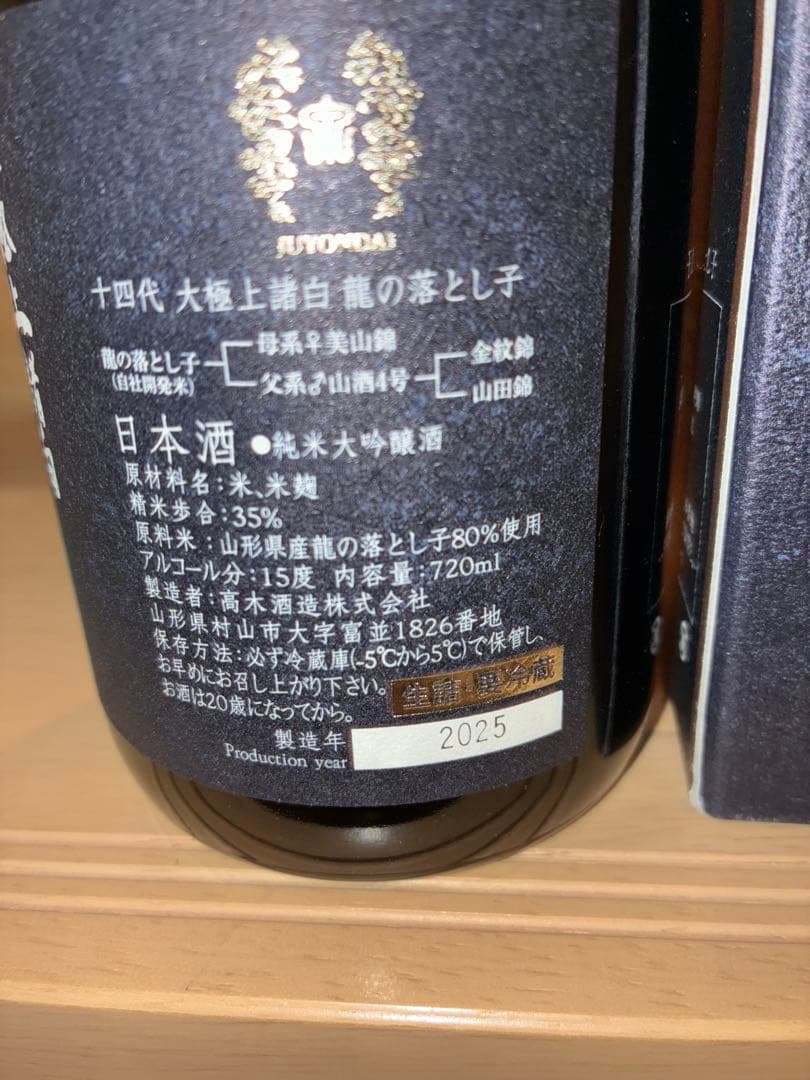 JUYONDAI
十四代 大極上諸白 龍の落とし子
龍の落とし子
(自社開発米)
母系♀美山錦
父系♂山酒4号
金紋錦
山田錦
日本酒 ●純米大吟醸酒
原材料名：米、米麹
精米歩合：35%
原料米：山形県産龍の落とし子80%使用
アルコール分：15度 内容量：720ml
製造者：高木酒造株式会社
山形県村山市大字富並1826番地
保存方法：必ず冷蔵庫(-5℃から5℃)で保管し、
お早めにお召し上がり下さい。
お酒は20歳になってから。
生詰・要冷蔵
製造年
Production year
2025